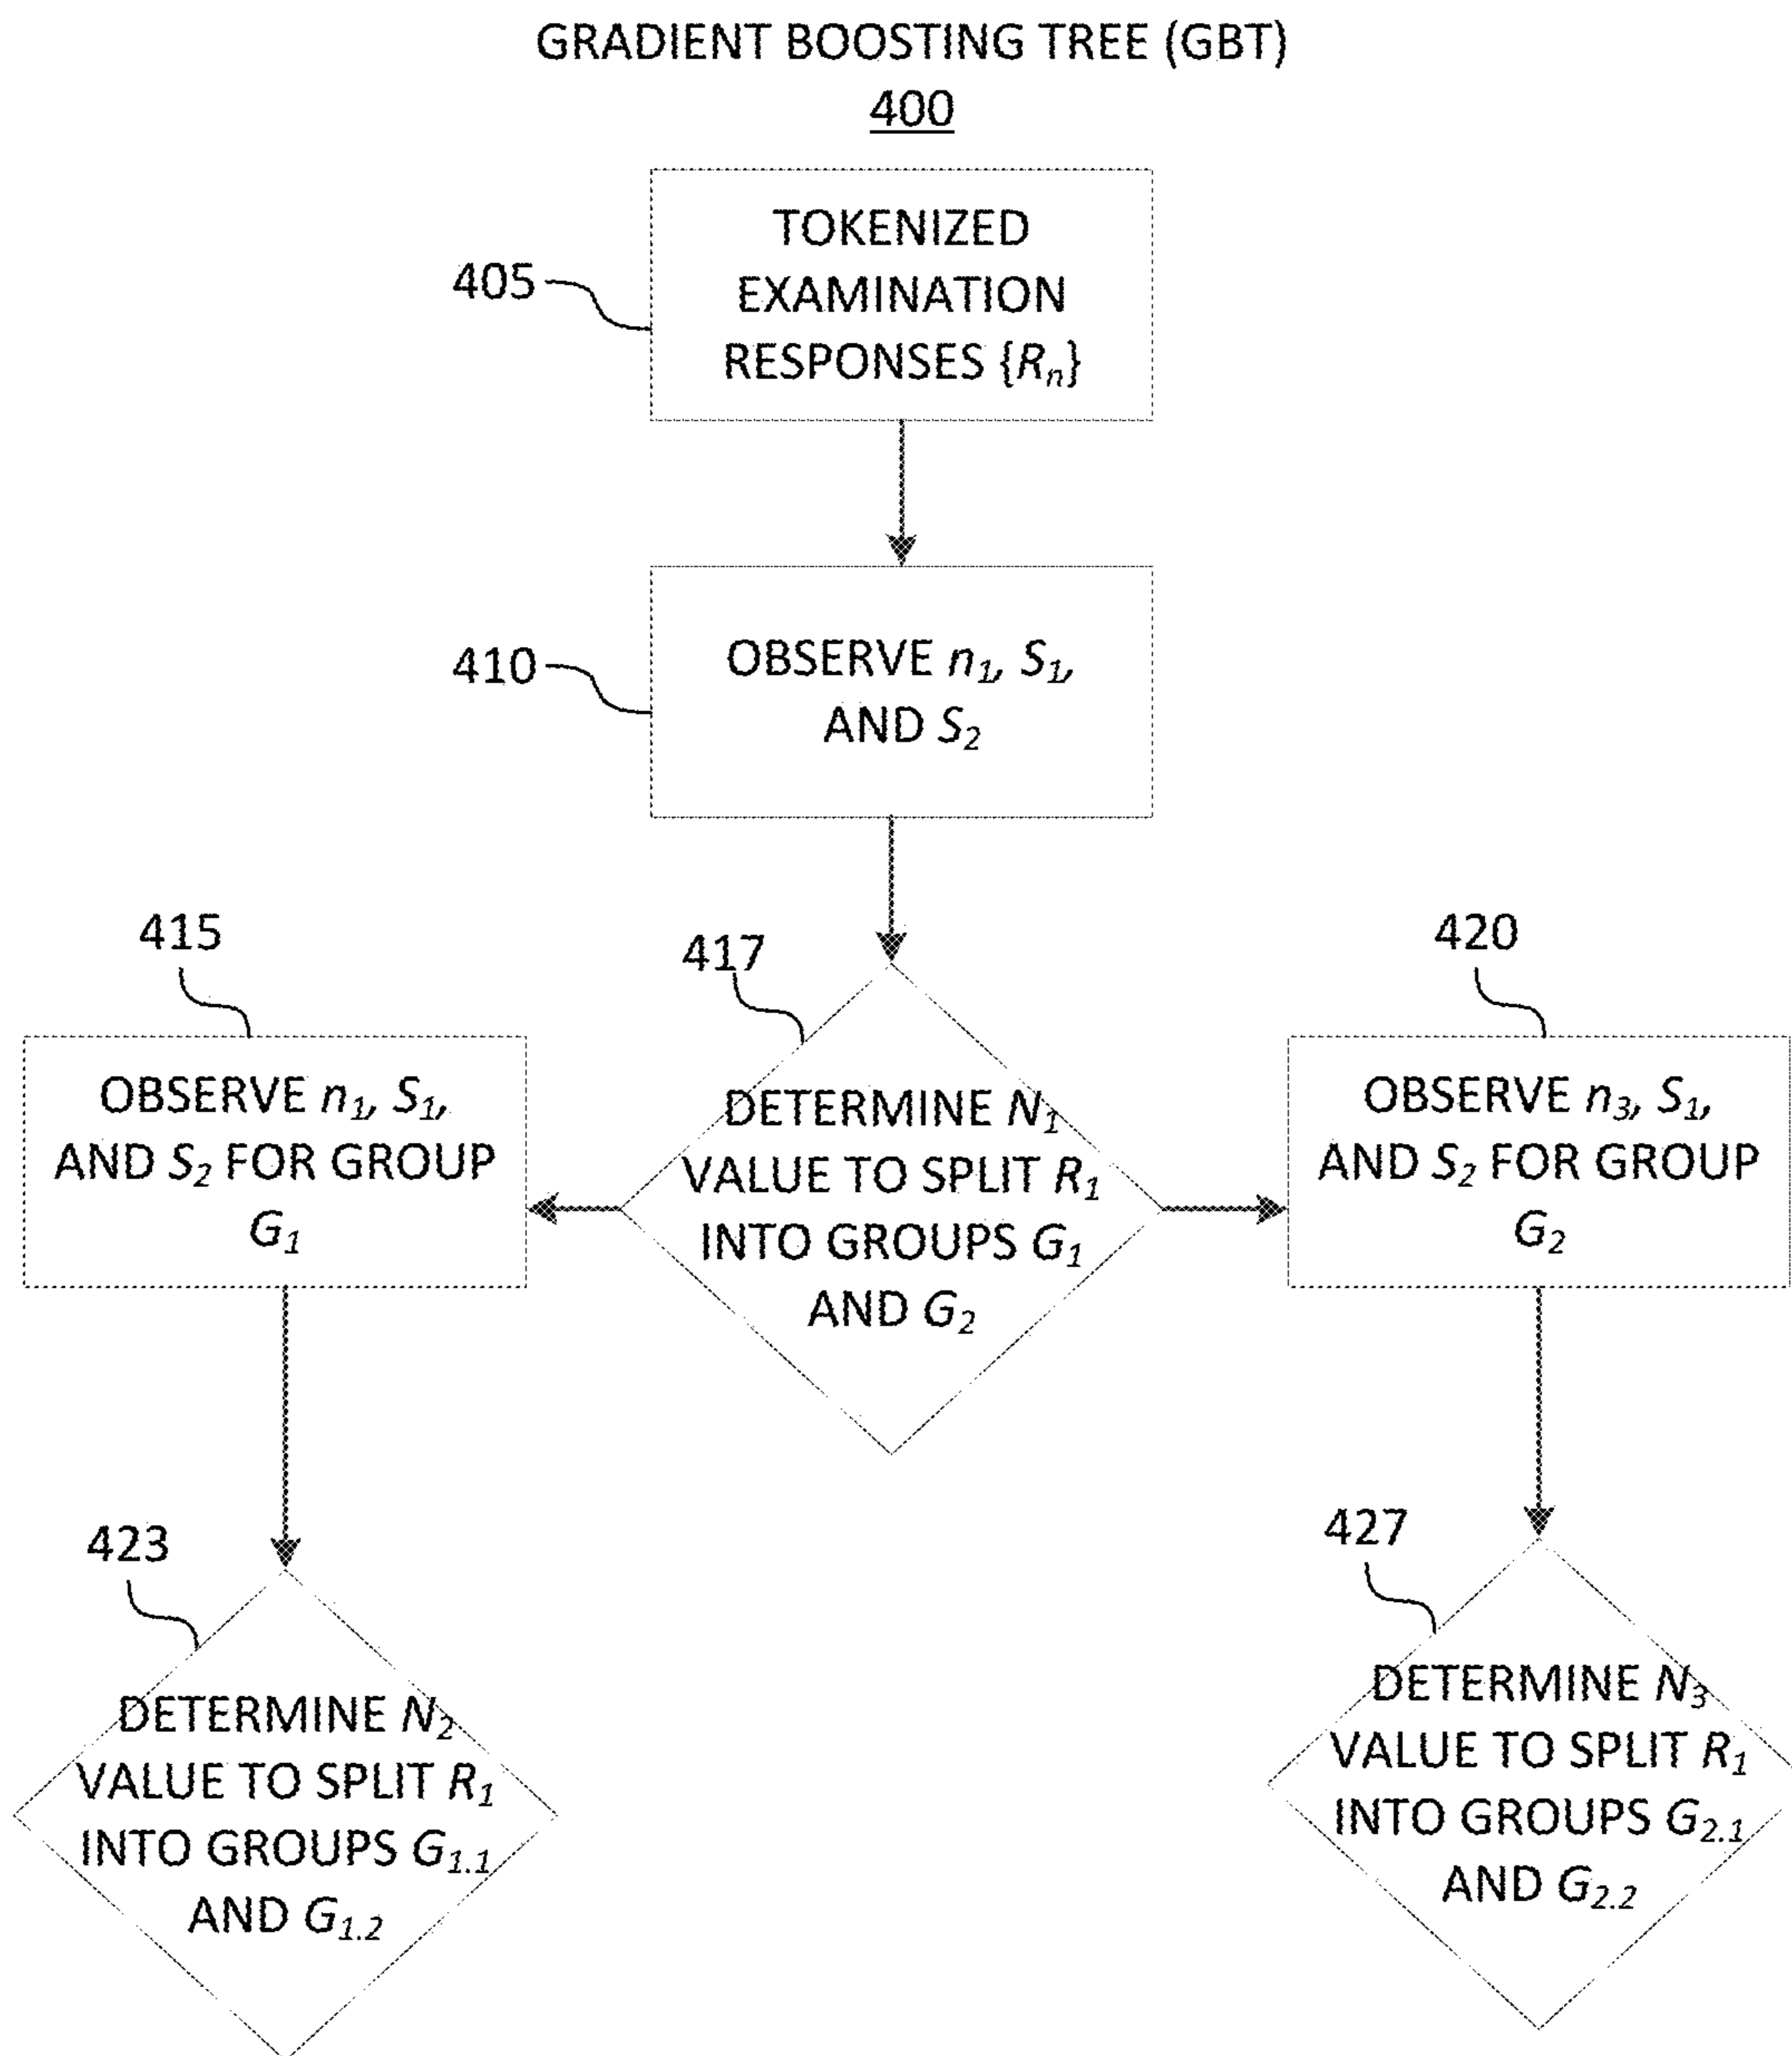 GRADIENT BOOSTING TREE (GBT)
400
405
TOKENIZED
EXAMINATION
RESPONSES {Rₙ}
410
OBSERVE n₁, S₁,
AND S₂
415
OBSERVE n₁, S₁,
AND S₂ FOR GROUP
G₁
417
DETERMINE N₁
VALUE TO SPLIT R₁
INTO GROUPS G₁
AND G₂
420
OBSERVE n₃, S₁,
AND S₂ FOR GROUP
G₂
423
DETERMINE N₂
VALUE TO SPLIT R₁
INTO GROUPS G₁.₁
AND G₁.₂
427
DETERMINE N₃
VALUE TO SPLIT R₁
INTO GROUPS G₂.₁
AND G₂.₂